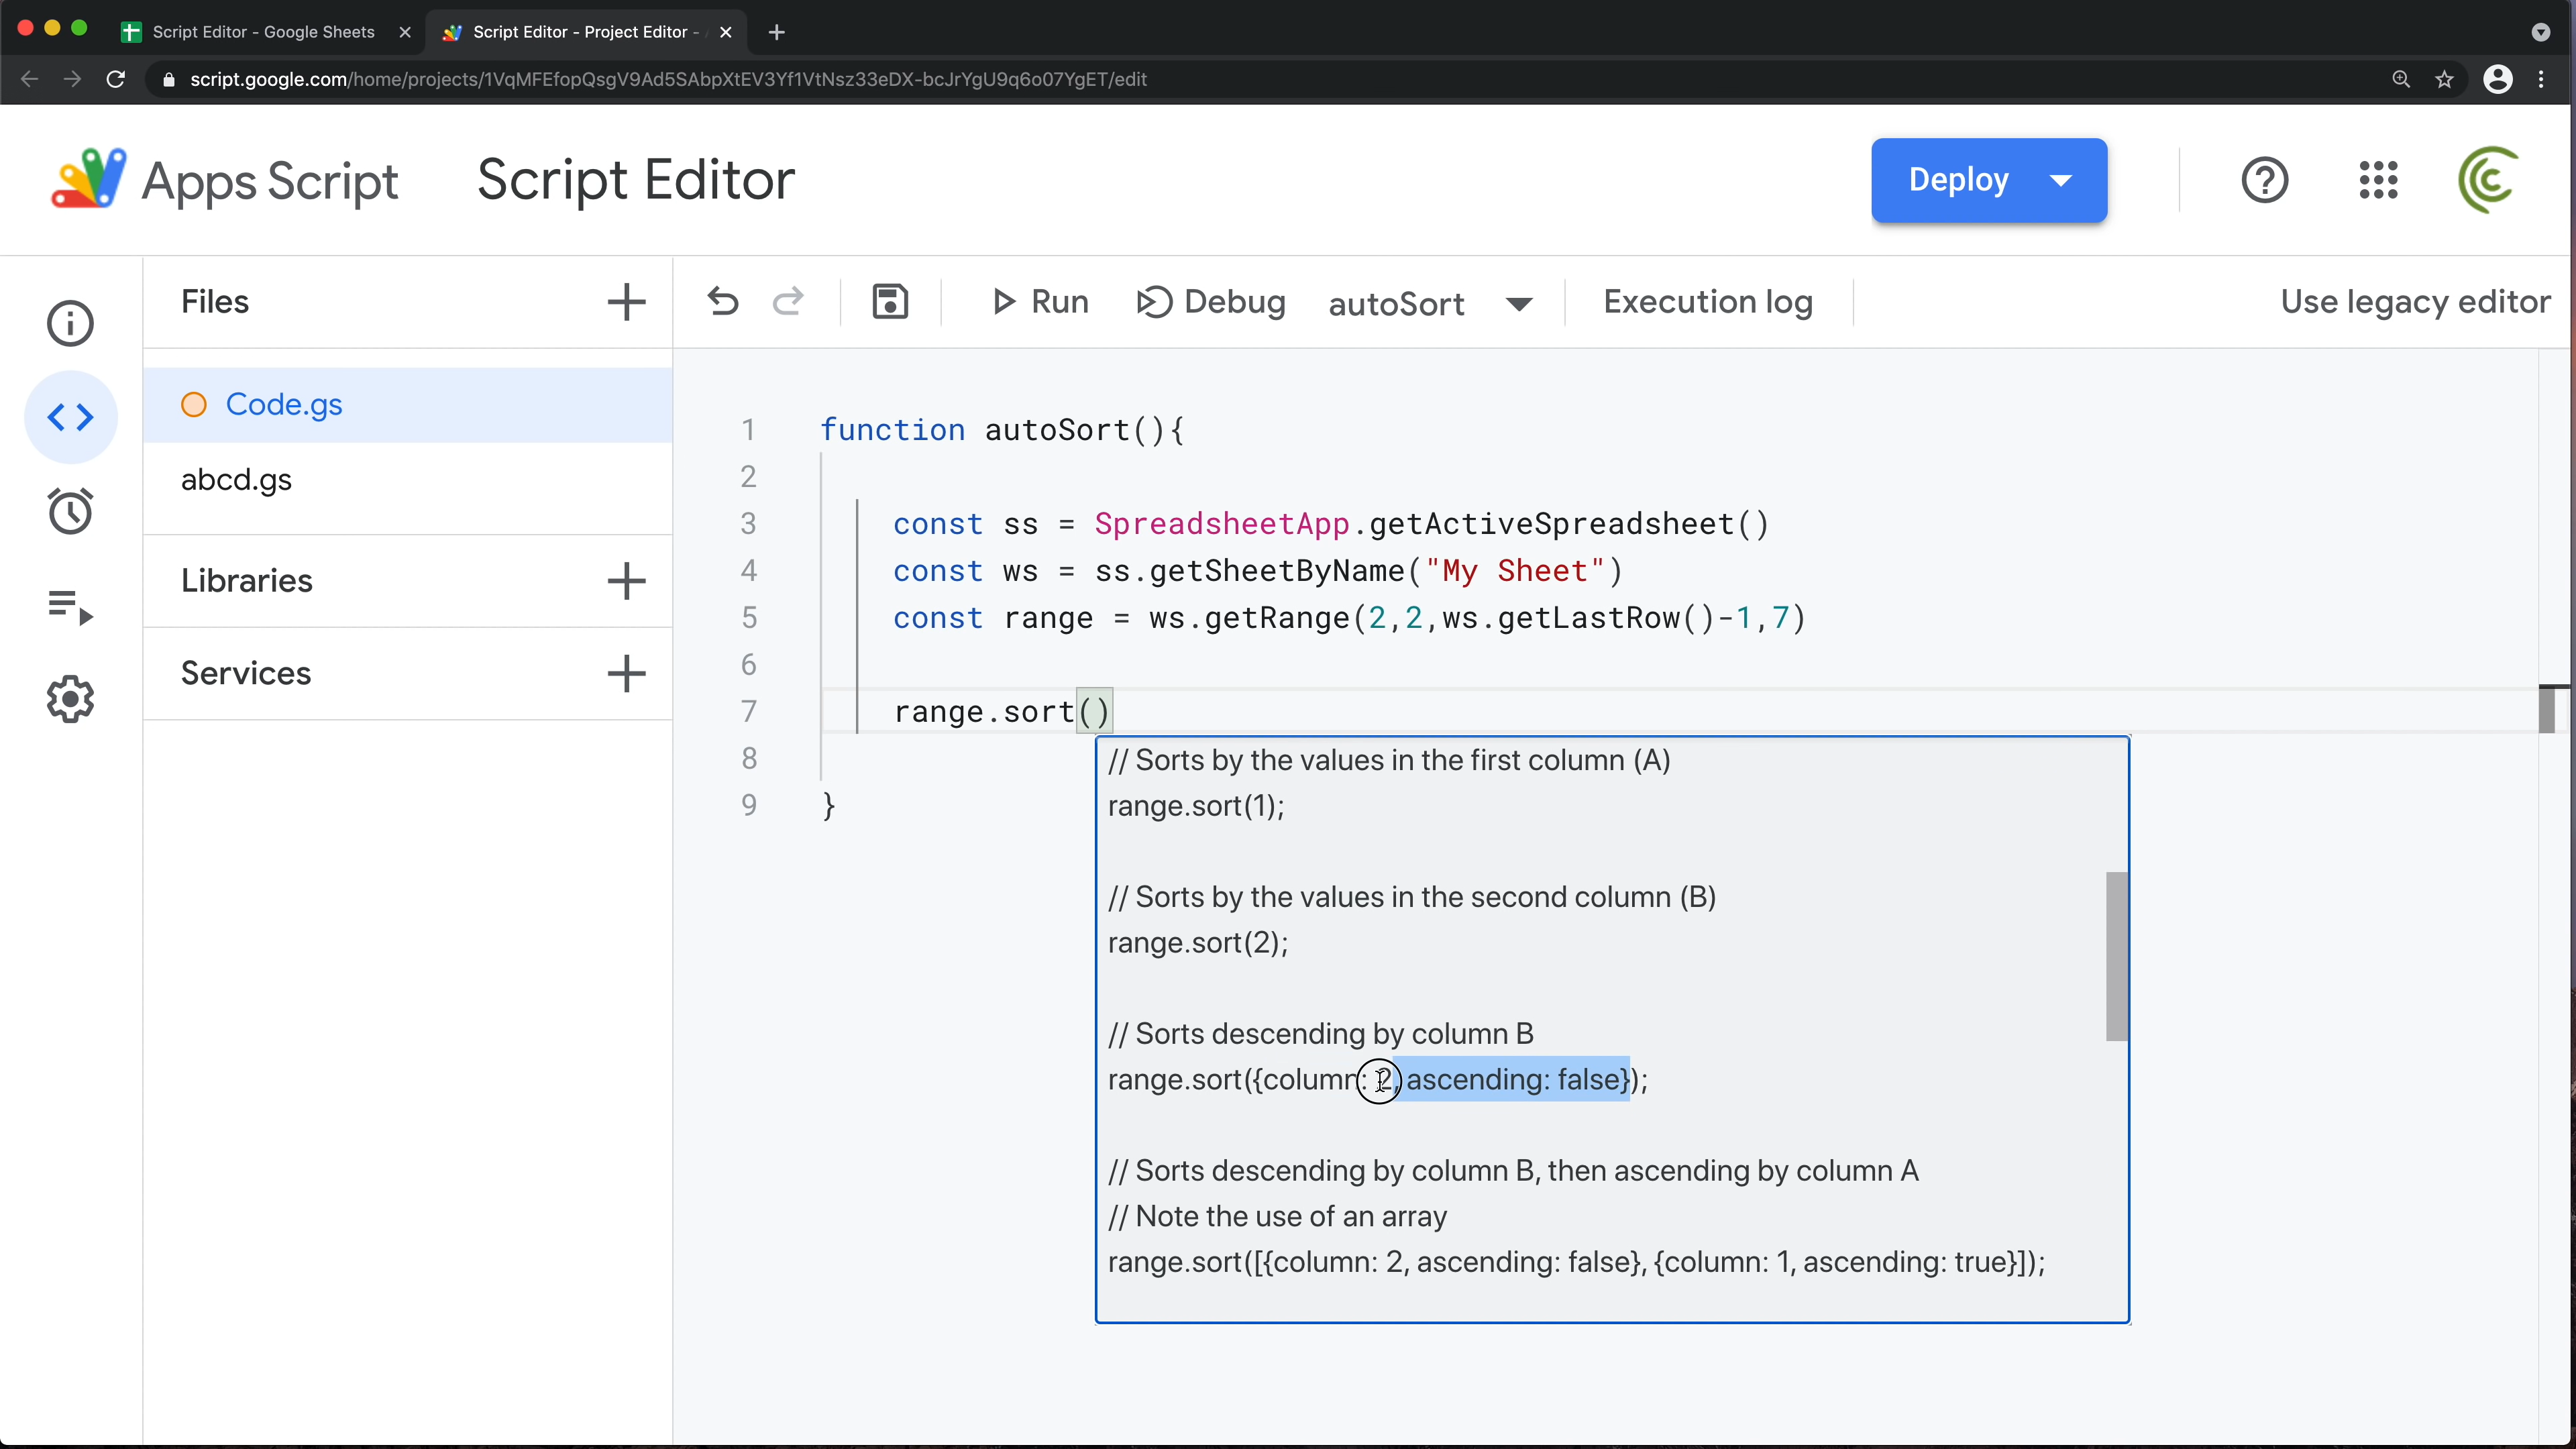 Script Editor - Google Sheets
Script Editor - Project Editor -
script.google.com/home/projects/1VqMFEfopQsgV9Ad5SAbpXtEV3Yf1VtNsz33eDX-bcJrYgU9q6o07YgET/edit
Apps Script
Script Editor
Deploy
Files
Run
Debug
autoSort
Execution log
Use legacy editor
Code.gs
abcd.gs
Libraries
Services
1 function autoSort(){
2
3 const ss = SpreadsheetApp.getActiveSpreadsheet()
4 const ws = ss.getSheetByName("My Sheet")
5 const range = ws.getRange(2,2,ws.getLastRow()-1,7)
6
7 range.sort()
8
9 }
// Sorts by the values in the first column (A)
range.sort(1);
// Sorts by the values in the second column (B)
range.sort(2);
// Sorts descending by column B
range.sort({column: 2, ascending: false});
// Sorts descending by column B, then ascending by column A
// Note the use of an array
range.sort([{column: 2, ascending: false}, {column: 1, ascending: true}]);